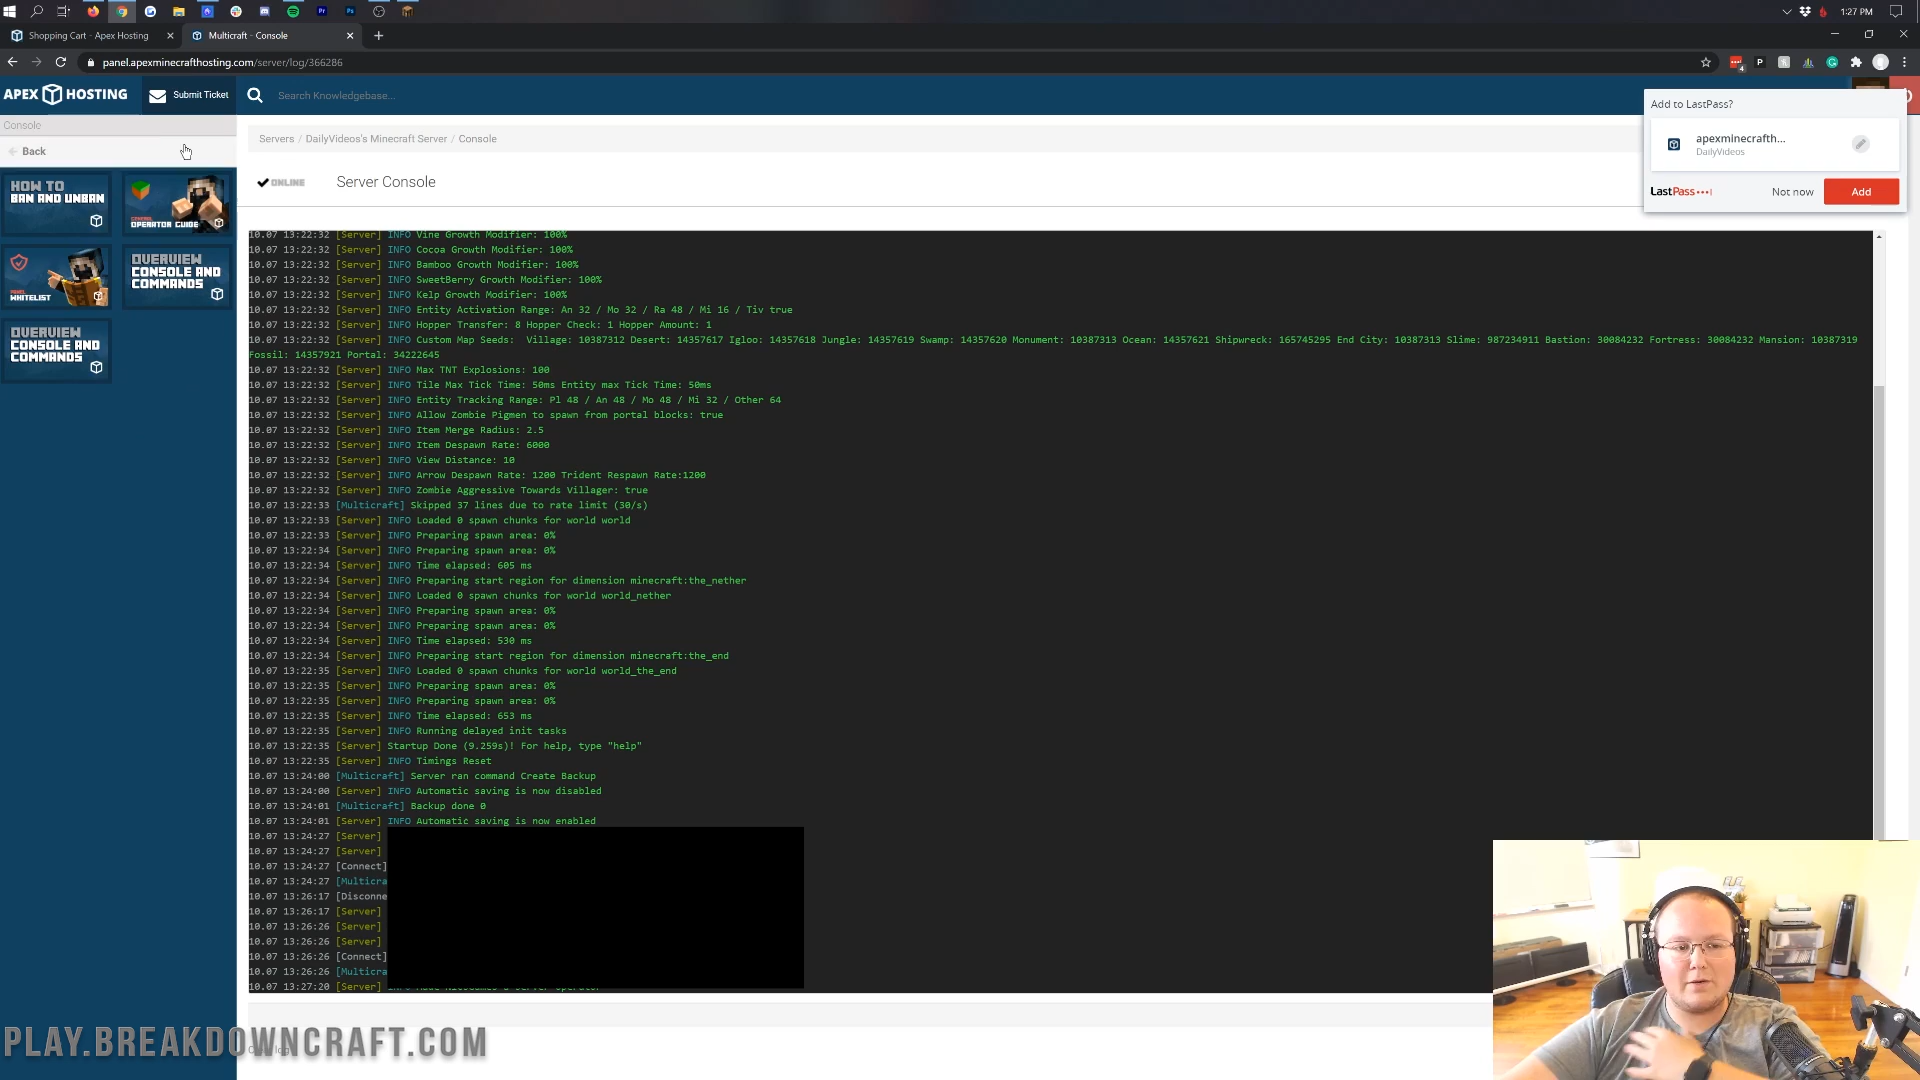 1:27 PM
Shopping Cart - Apex Hosting
Multicraft - Console
panel.apexminecrafthosting.com/server/log/366286
APEX HOSTING
Submit Ticket
Search Knowledgebase...
Console
Back
HOW TO
BAN AND UNBAN
GENERAL
OPERATOR GUIDE
PANEL
WHITELIST
OVERVIEW
CONSOLE AND
COMMANDS
OVERVIEW
CONSOLE AND
COMMANDS
Servers / DailyVideos's Minecraft Server / Console
ONLINE
Server Console
Add to LastPass?
apexminecrafth...
DailyVideos
LastPass
Not now
Add
10.07 13:22:32 [Server] INFO Vine Growth Modifier: 100%
10.07 13:22:32 [Server] INFO Cocoa Growth Modifier: 100%
10.07 13:22:32 [Server] INFO Bamboo Growth Modifier: 100%
10.07 13:22:32 [Server] INFO SweetBerry Growth Modifier: 100%
10.07 13:22:32 [Server] INFO Kelp Growth Modifier: 100%
10.07 13:22:32 [Server] INFO Entity Activation Range: An 32 / Mo 32 / Ra 48 / Mi 16 / Tiv true
10.07 13:22:32 [Server] INFO Hopper Transfer: 8 Hopper Check: 1 Hopper Amount: 1
10.07 13:22:32 [Server] INFO Custom Map Seeds:  Village: 10387312 Desert: 14357617 Igloo: 14357618 Jungle: 14357619 Swamp: 14357620 Monument: 10387313 Ocean: 14357621 Shipwreck: 165745295 End City: 10387313 Slime: 987234911 Bastion: 30084232 Fortress: 30084232 Mansion: 10387319
Fossil: 14357921 Portal: 34222645
10.07 13:22:32 [Server] INFO Max TNT Explosions: 100
10.07 13:22:32 [Server] INFO Tile Max Tick Time: 50ms Entity max Tick Time: 50ms
10.07 13:22:32 [Server] INFO Entity Tracking Range: Pl 48 / An 48 / Mo 48 / Mi 32 / Other 64
10.07 13:22:32 [Server] INFO Allow Zombie Pigmen to spawn from portal blocks: true
10.07 13:22:32 [Server] INFO Item Merge Radius: 2.5
10.07 13:22:32 [Server] INFO Item Despawn Rate: 6000
10.07 13:22:32 [Server] INFO View Distance: 10
10.07 13:22:32 [Server] INFO Arrow Despawn Rate: 1200 Trident Respawn Rate:1200
10.07 13:22:32 [Server] INFO Zombie Aggressive Towards Villager: true
10.07 13:22:33 [Multicraft] Skipped 37 lines due to rate limit (30/s)
10.07 13:22:33 [Server] INFO Loaded 0 spawn chunks for world world
10.07 13:22:33 [Server] INFO Preparing spawn area: 0%
10.07 13:22:34 [Server] INFO Preparing spawn area: 0%
10.07 13:22:34 [Server] INFO Time elapsed: 605 ms
10.07 13:22:34 [Server] INFO Preparing start region for dimension minecraft:the_nether
10.07 13:22:34 [Server] INFO Loaded 0 spawn chunks for world world_nether
10.07 13:22:34 [Server] INFO Preparing spawn area: 0%
10.07 13:22:34 [Server] INFO Preparing spawn area: 0%
10.07 13:22:34 [Server] INFO Time elapsed: 530 ms
10.07 13:22:34 [Server] INFO Preparing start region for dimension minecraft:the_end
10.07 13:22:35 [Server] INFO Loaded 0 spawn chunks for world world_the_end
10.07 13:22:35 [Server] INFO Preparing spawn area: 0%
10.07 13:22:35 [Server] INFO Preparing spawn area: 0%
10.07 13:22:35 [Server] INFO Time elapsed: 653 ms
10.07 13:22:35 [Server] INFO Running delayed init tasks
10.07 13:22:35 [Server] Startup Done (9.259s)! For help, type "help"
10.07 13:22:35 [Server] INFO Timings Reset
10.07 13:24:00 [Multicraft] Server ran command Create Backup
10.07 13:24:00 [Server] INFO Automatic saving is now disabled
10.07 13:24:01 [Multicraft] Backup done 0
10.07 13:24:01 [Server] INFO Automatic saving is now enabled
10.07 13:24:27 [Server]
10.07 13:24:27 [Server]
10.07 13:24:27 [Connect]
10.07 13:24:27 [Multicra
10.07 13:26:17 [Disconne
10.07 13:26:17 [Server]
10.07 13:26:26 [Server]
10.07 13:26:26 [Server]
10.07 13:26:26 [Connect]
10.07 13:26:26 [Multicra
10.07 13:27:20 [Server]
PLAY.BREAKDOWNCRAFT.COM